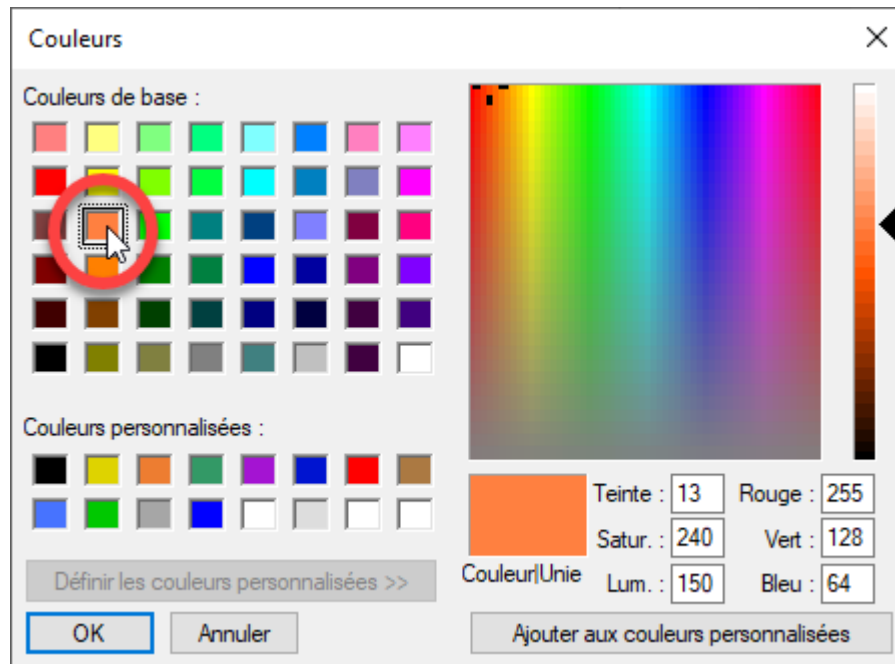 Couleurs
Couleurs de base :
Couleurs personnalisées :
Définir les couleurs personnalisées >>
OK Annuler
Couleur|Unie
Teinte : 13 Rouge : 255
Satur. : 240 Vert : 128
Lum. : 150 Bleu : 64
Ajouter aux couleurs personnalisées